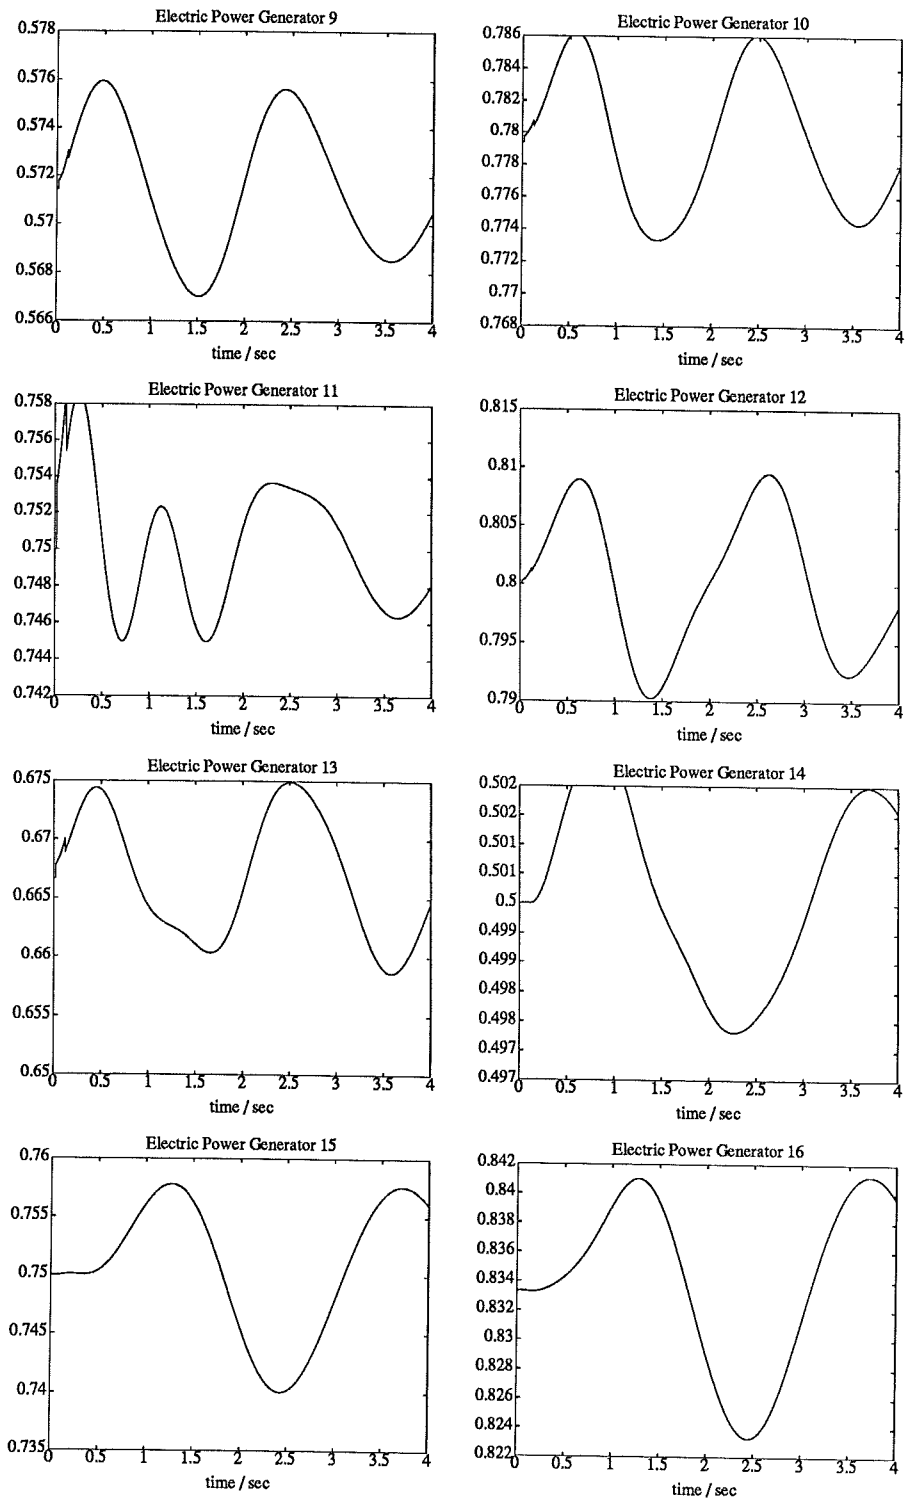 Electric Power Generator 9
0.578
0.576
0.574
0.572
0.57
0.568
0.566
0 0.5 1 1.5 2 2.5 3 3.5 4
time / sec
Electric Power Generator 10
0.786
0.784
0.782
0.78
0.778
0.776
0.774
0.772
0.77
0.768
0 0.5 1 1.5 2 2.5 3 3.5 4
time / sec
Electric Power Generator 11
0.758
0.756
0.754
0.752
0.75
0.748
0.746
0.744
0.742
0 0.5 1 1.5 2 2.5 3 3.5 4
time / sec
Electric Power Generator 12
0.815
0.81
0.805
0.8
0.795
0.79
0 0.5 1 1.5 2 2.5 3 3.5 4
time / sec
Electric Power Generator 13
0.675
0.67
0.665
0.66
0.655
0.65
0 0.5 1 1.5 2 2.5 3 3.5 4
time / sec
Electric Power Generator 14
0.502
0.502
0.501
0.501
0.5
0.499
0.499
0.498
0.498
0.497
0.497
0 0.5 1 1.5 2 2.5 3 3.5 4
time / sec
Electric Power Generator 15
0.76
0.755
0.75
0.745
0.74
0.735
0 0.5 1 1.5 2 2.5 3 3.5 4
time / sec
Electric Power Generator 16
0.842
0.84
0.838
0.836
0.834
0.832
0.83
0.828
0.826
0.824
0.822
0 0.5 1 1.5 2 2.5 3 3.5 4
time / sec